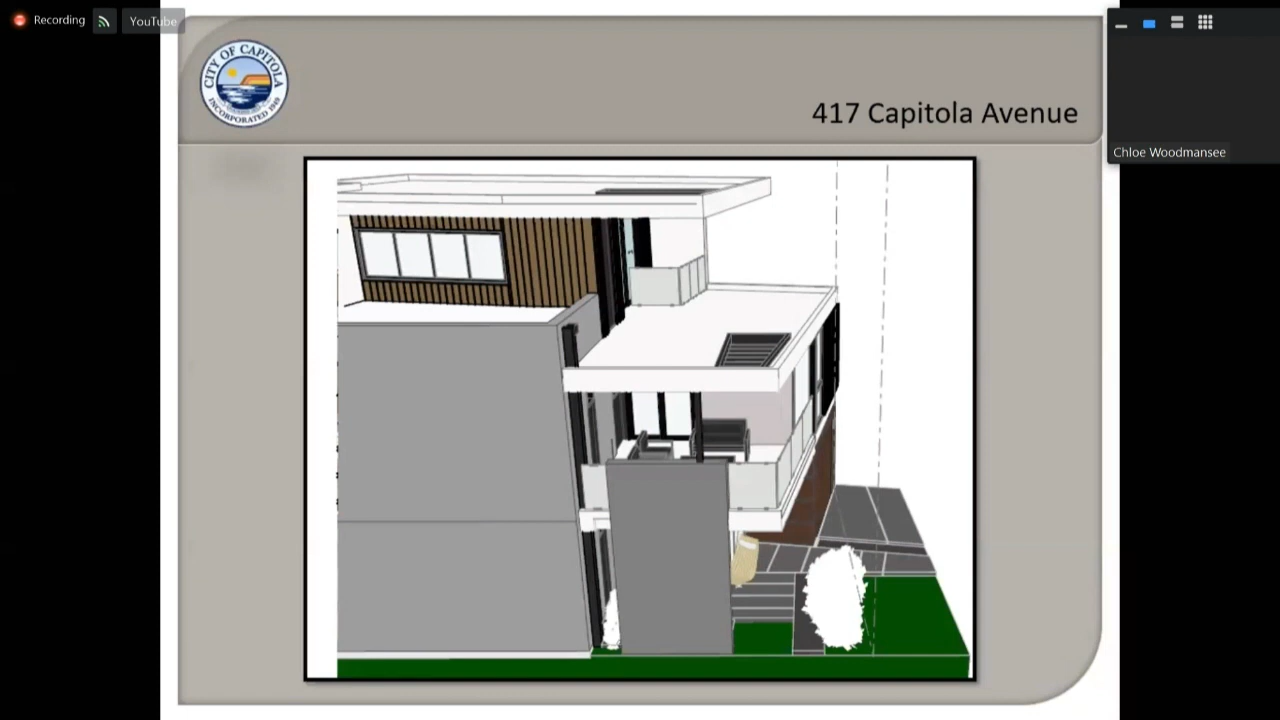 Recording
YouTube
CITY OF CAPITOLA
INCORPORATED 1949
417 Capitola Avenue
Chloe Woodmansee